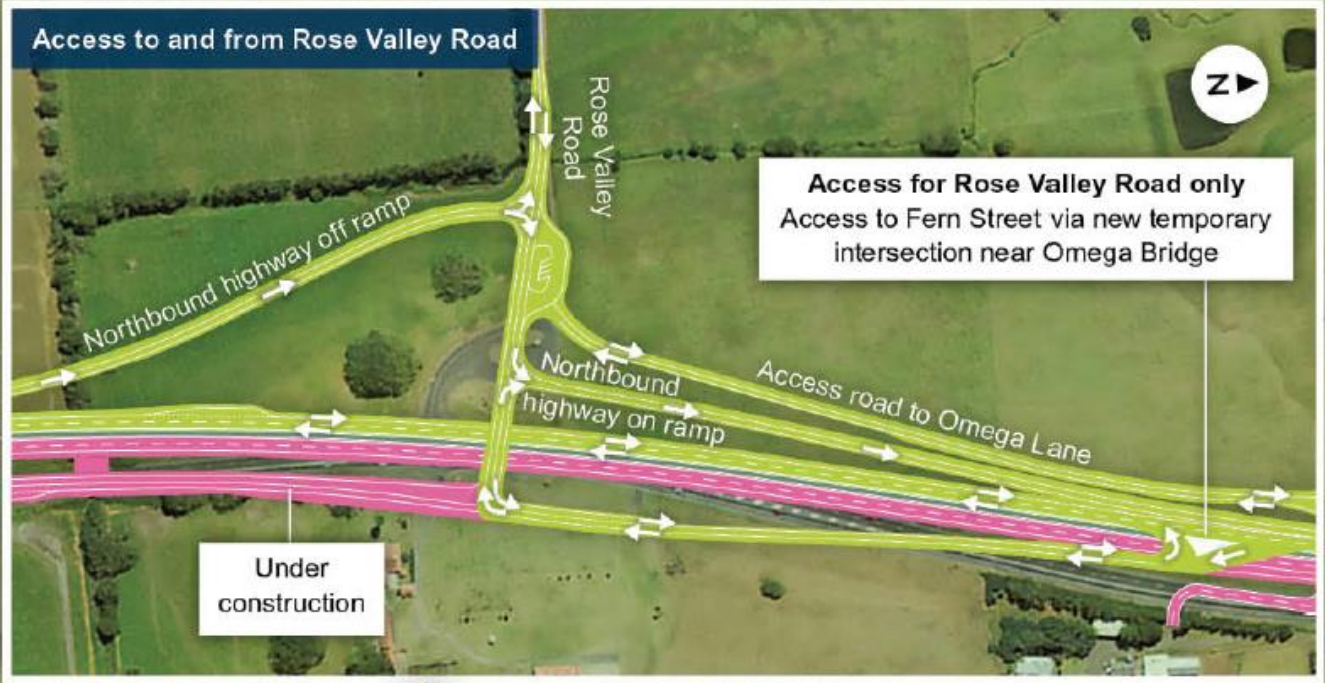 Access to and from Rose Valley Road
Rose Valley
Road
Z
Access for Rose Valley Road only
Access to Fern Street via new temporary
intersection near Omega Bridge
Northbound highway off ramp
Northbound
highway on ramp
Access road to Omega Lane
Under
construction